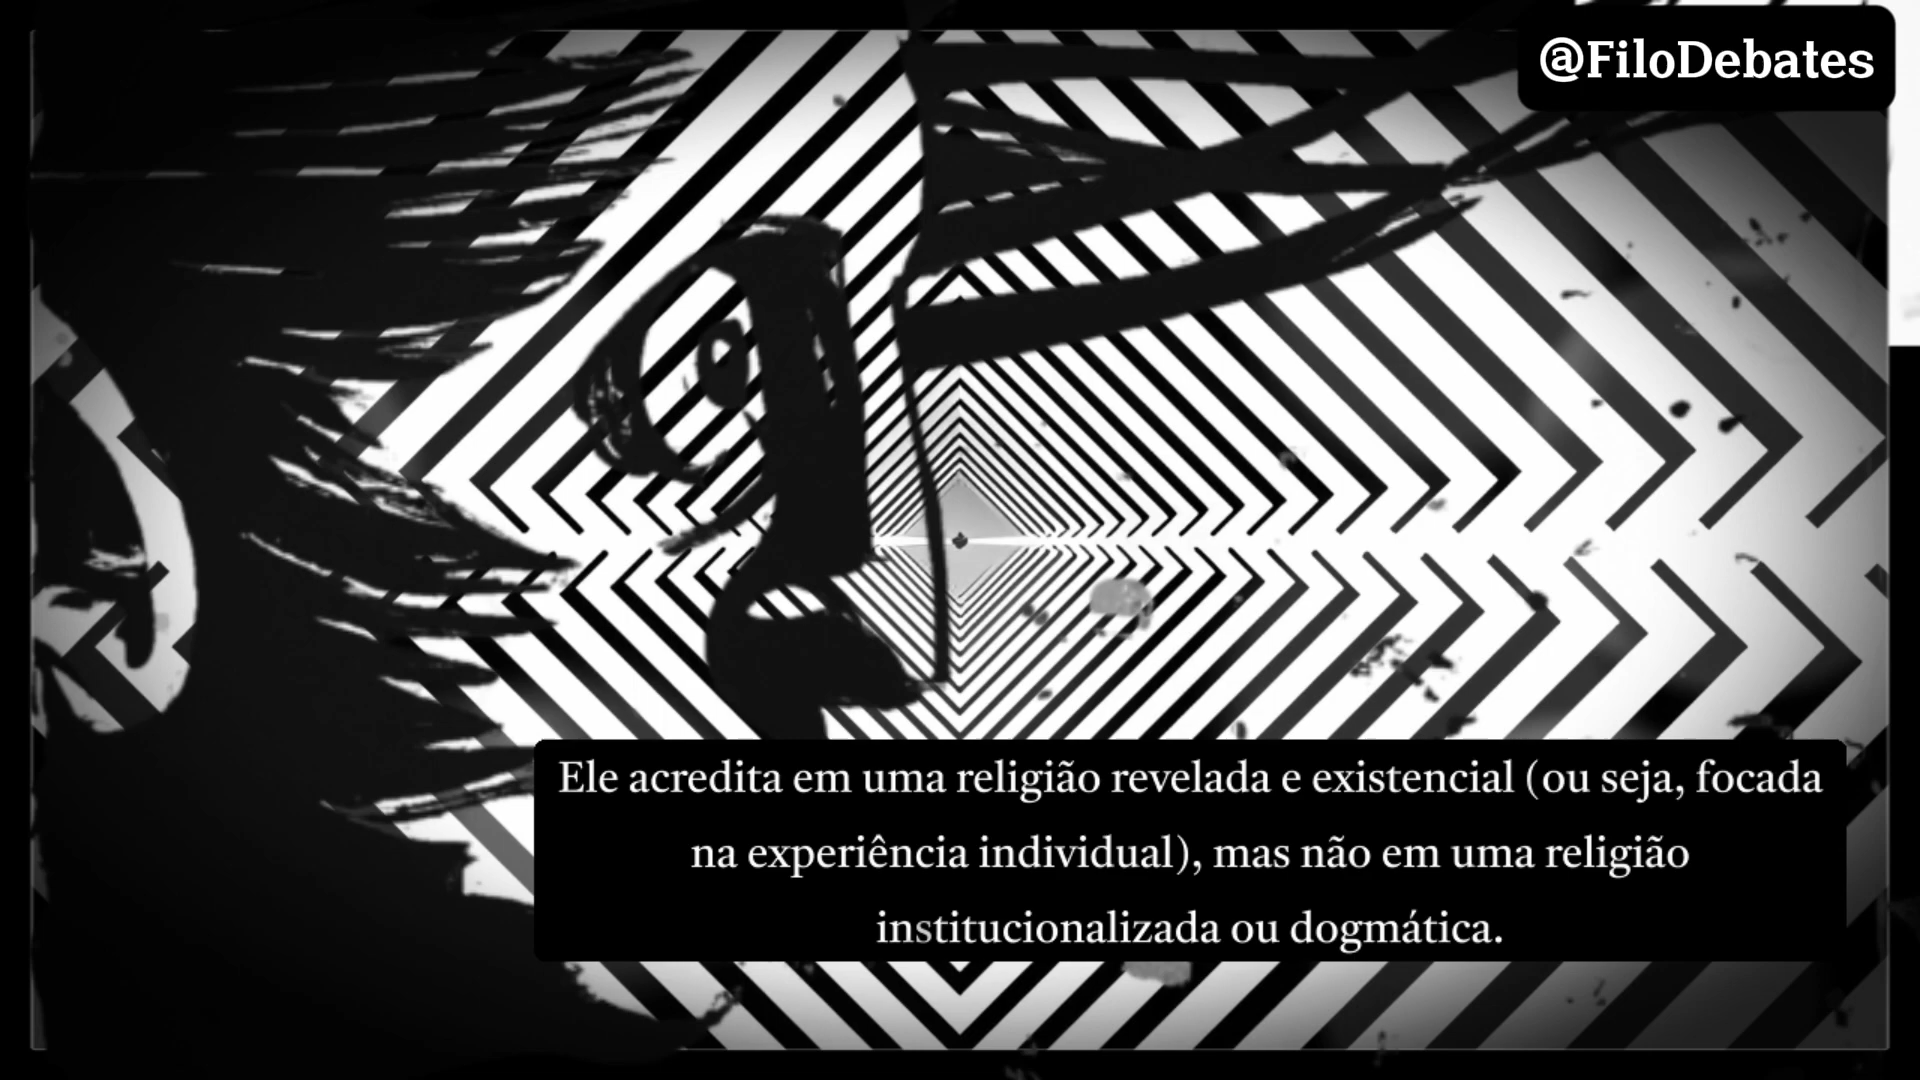 @FiloDebates
Ele acredita em uma religião revelada e existencial (ou seja, focada
na experiência individual), mas não em uma religião
institucionalizada ou dogmática.